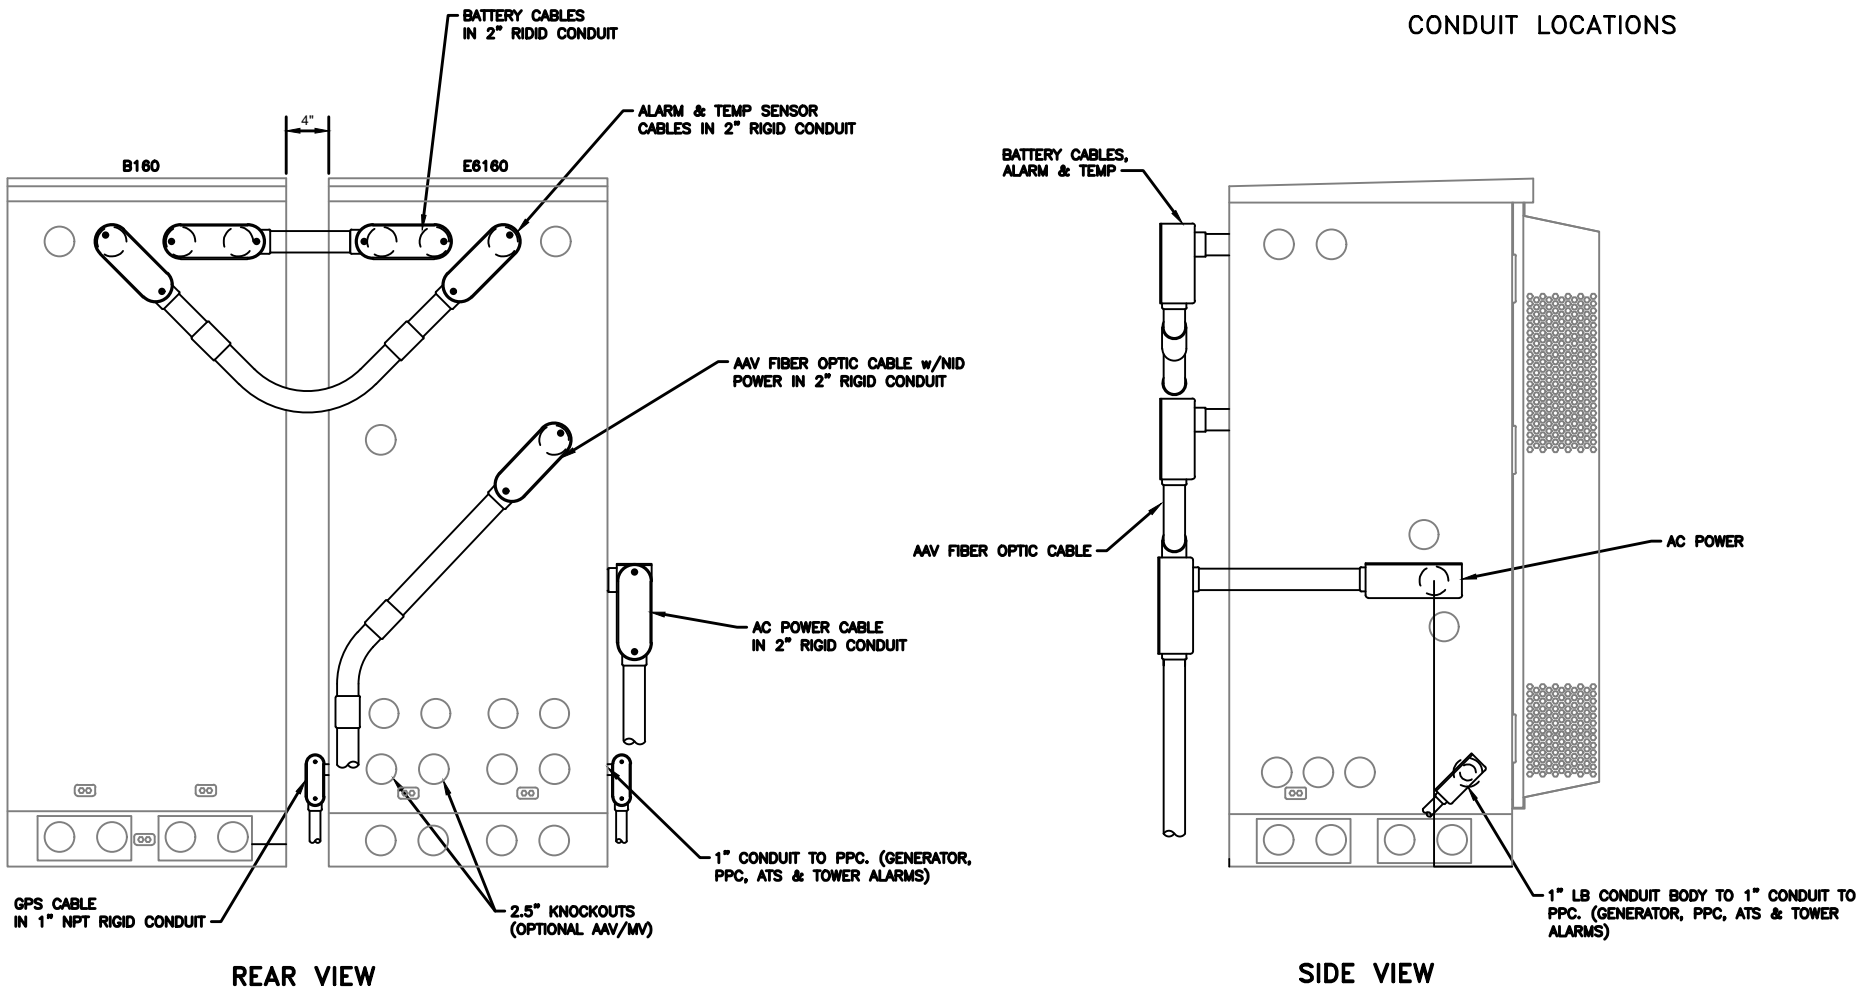 CONDUIT LOCATIONS
BATTERY CABLES
IN 2" RIDID CONDUIT
ALARM & TEMP SENSOR
CABLES IN 2" RIGID CONDUIT
4"
B160
E6160
AAV FIBER OPTIC CABLE w/NID
POWER IN 2" RIGID CONDUIT
AC POWER CABLE
IN 2" RIGID CONDUIT
1" CONDUIT TO PPC. (GENERATOR,
PPC, ATS & TOWER ALARMS)
GPS CABLE
IN 1" NPT RIGID CONDUIT
2.5" KNOCKOUTS
(OPTIONAL AAV/MV)
REAR VIEW
BATTERY CABLES,
ALARM & TEMP
AAV FIBER OPTIC CABLE
AC POWER
1" LB CONDUIT BODY TO 1" CONDUIT TO
PPC. (GENERATOR, PPC, ATS & TOWER
ALARMS)
SIDE VIEW